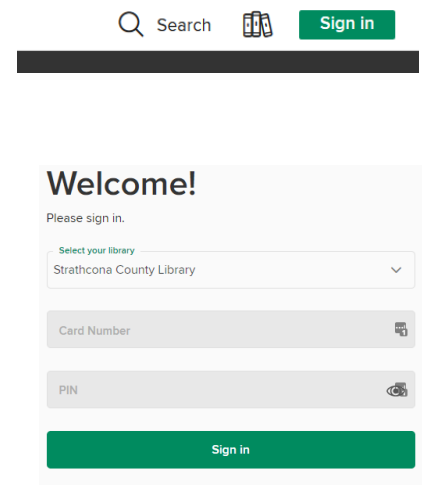 Search Sign in
Welcome!
Please sign in.
Select your library
Strathcona County Library
Card Number
PIN
Sign in